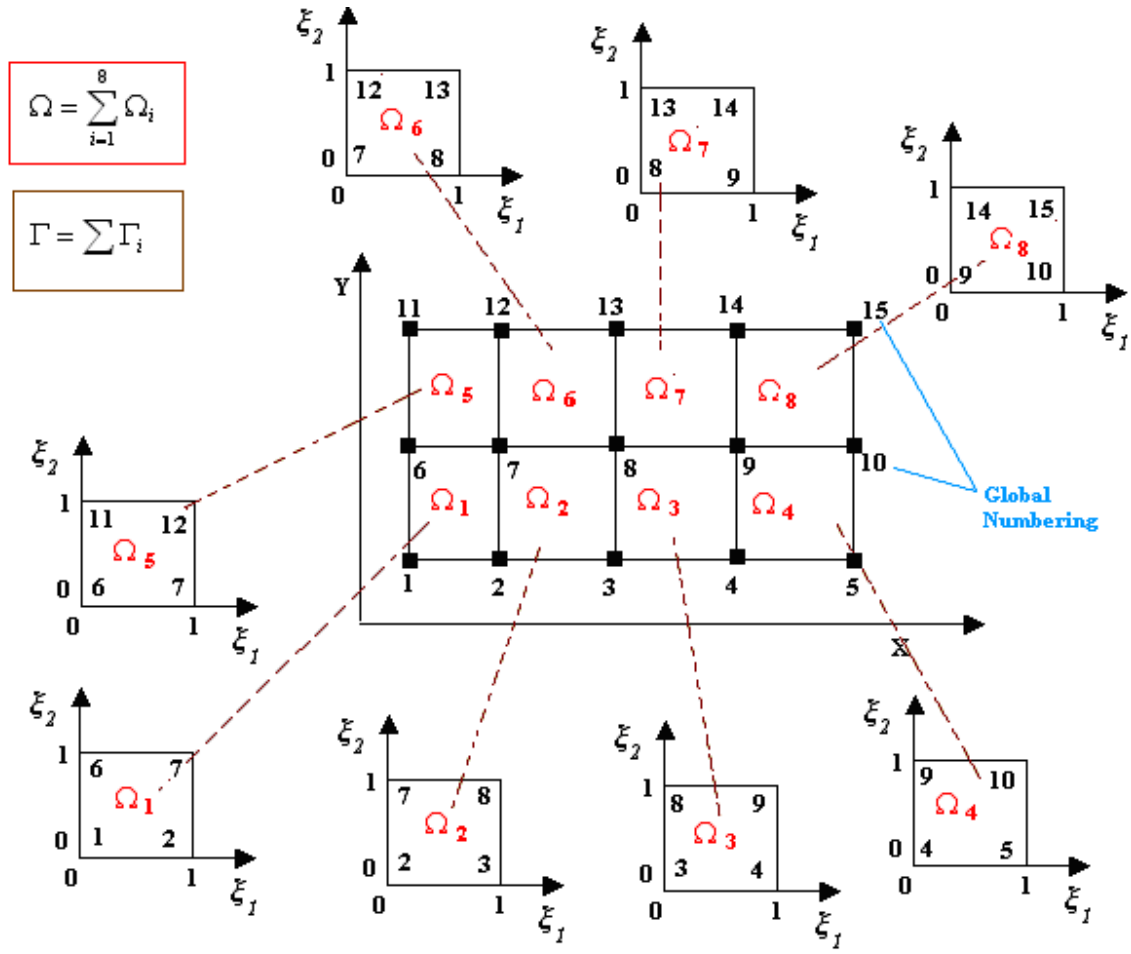 Ω = ∑ Ωᵢ
8
i=1
Γ = ∑ Γᵢ
ξ₂
1
12 13
Ω₆
0
7 8
0 1
ξ₁
ξ₂
1
13 14
Ω₇
0
8 9
0 1
ξ₁
ξ₂
1
14 15
Ω₈
0
9 10
0 1
ξ₁
Y
11 12 13 14 15
Ω₅ Ω₆ Ω₇ Ω₈
6 7 8 9 10
Ω₁ Ω₂ Ω₃ Ω₄
1 2 3 4 5
X
Global
Numbering
ξ₂
1
11 12
Ω₅
0
6 7
0 1
ξ₁
ξ₂
1
6 7
Ω₁
0
1 2
0 1
ξ₁
ξ₂
1
7 8
Ω₂
0
2 3
0 1
ξ₁
ξ₂
1
8 9
Ω₃
0
3 4
0 1
ξ₁
ξ₂
1
9 10
Ω₄
0
4 5
0 1
ξ₁